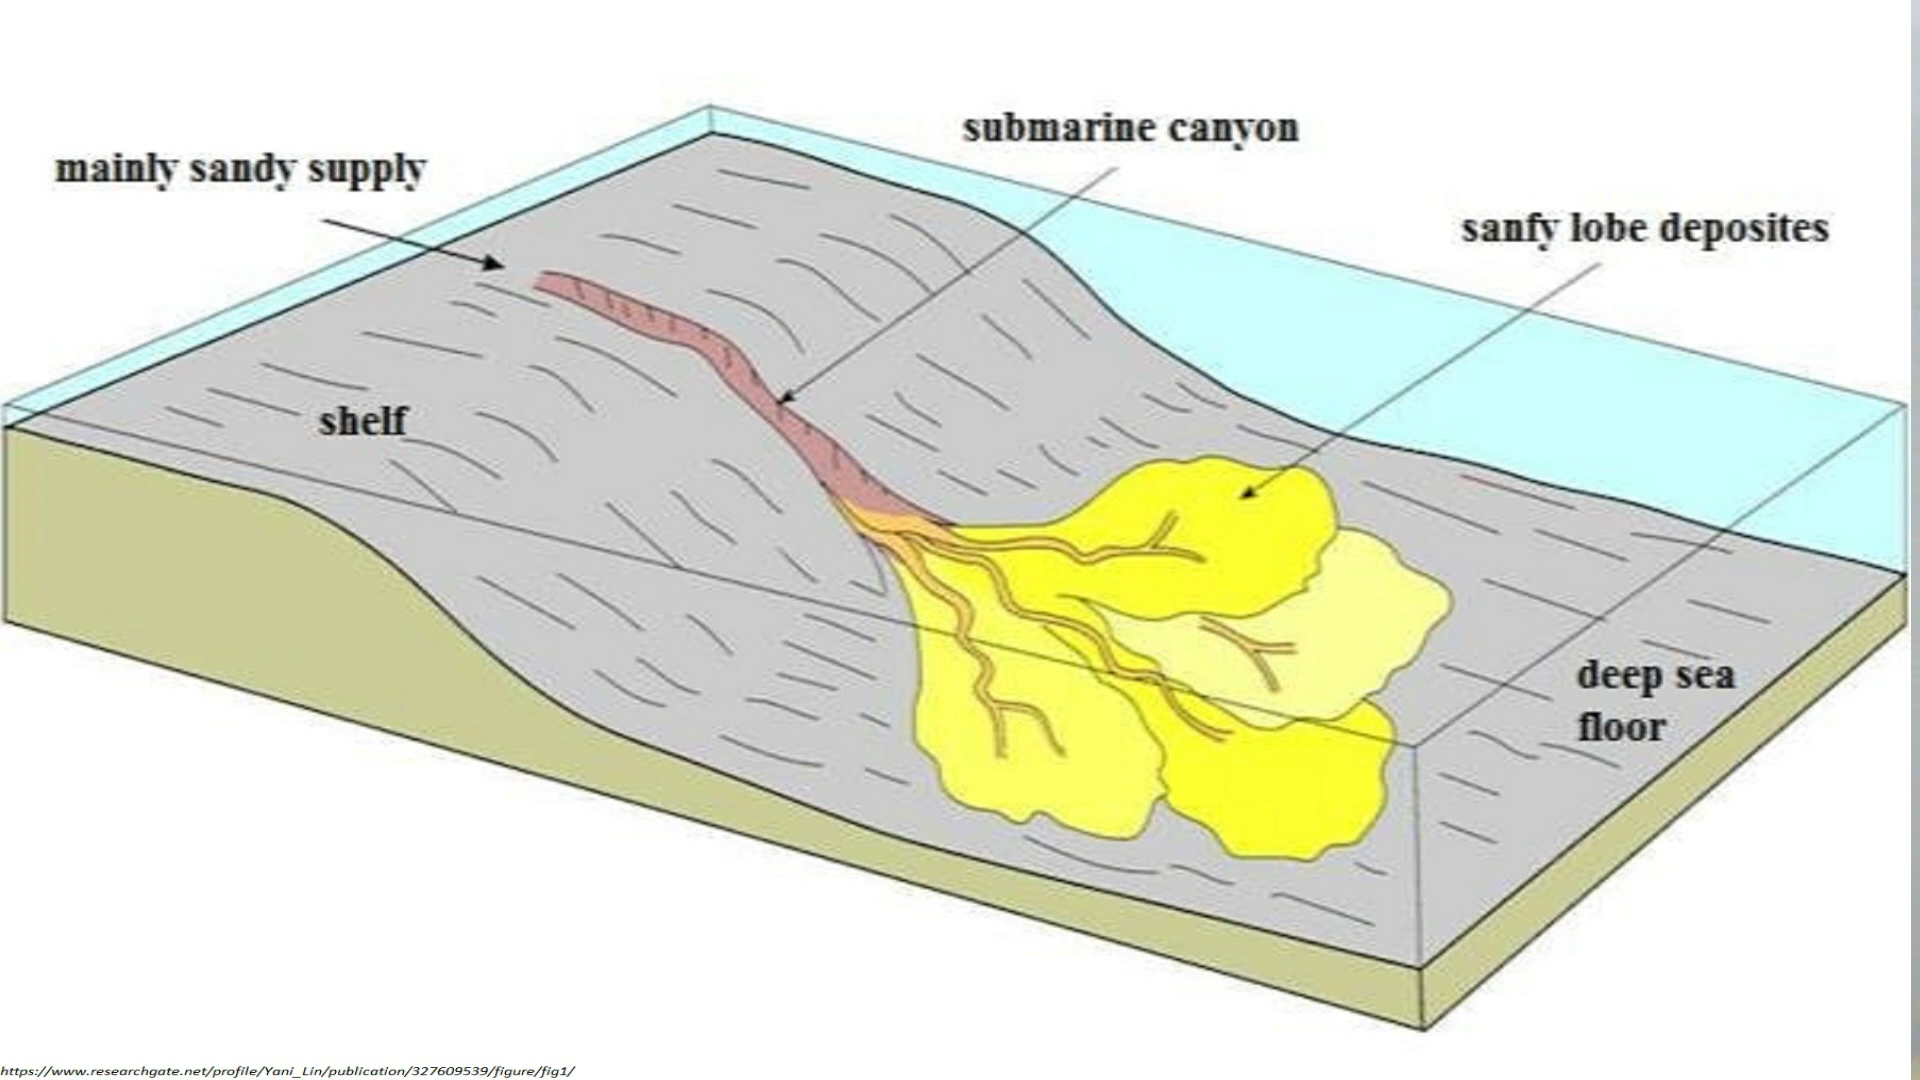 submarine canyon
mainly sandy supply
sanfy lobe deposites
shelf
deep sea
floor
https://www.researchgate.net/profile/Yani_Lin/publication/327609539/figure/fig1/